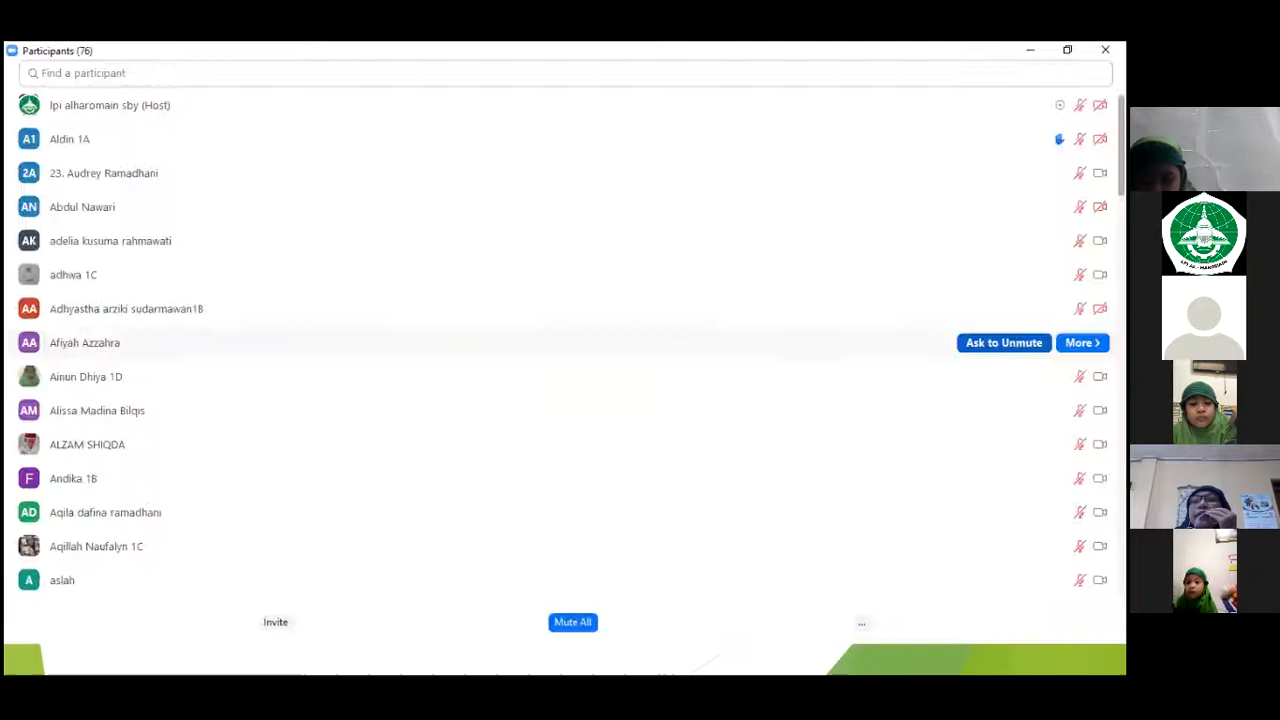 Participants (76)
Find a participant
lpi alharomain sby (Host)
A1 Aldin 1A
2A 23. Audrey Ramadhani
AN Abdul Nawari
AK adelia kusuma rahmawati
adhwa 1C
AA Adhyastha arziki sudarmawan1B
AA Afiyah Azzahra Ask to Unmute More >
Ainun Dhiya 1D
AM Alissa Madina Bilqis
ALZAM SHIQDA
F Andika 1B
AD Aqila dafina ramadhani
Aqillah Naufalyn 1C
A aslah
Invite Mute All ...
LPI AL - HAROMAIN